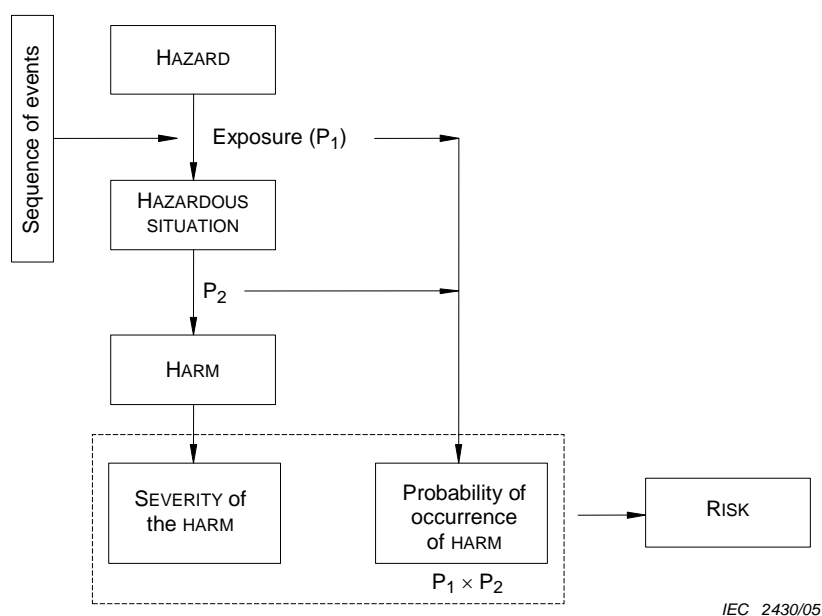 Sequence of events
HAZARD
Exposure (P₁)
HAZARDOUS
SITUATION
P₂
HARM
SEVERITY of
the HARM
Probability of
occurrence
of HARM
P₁ × P₂
RISK
IEC 2430/05